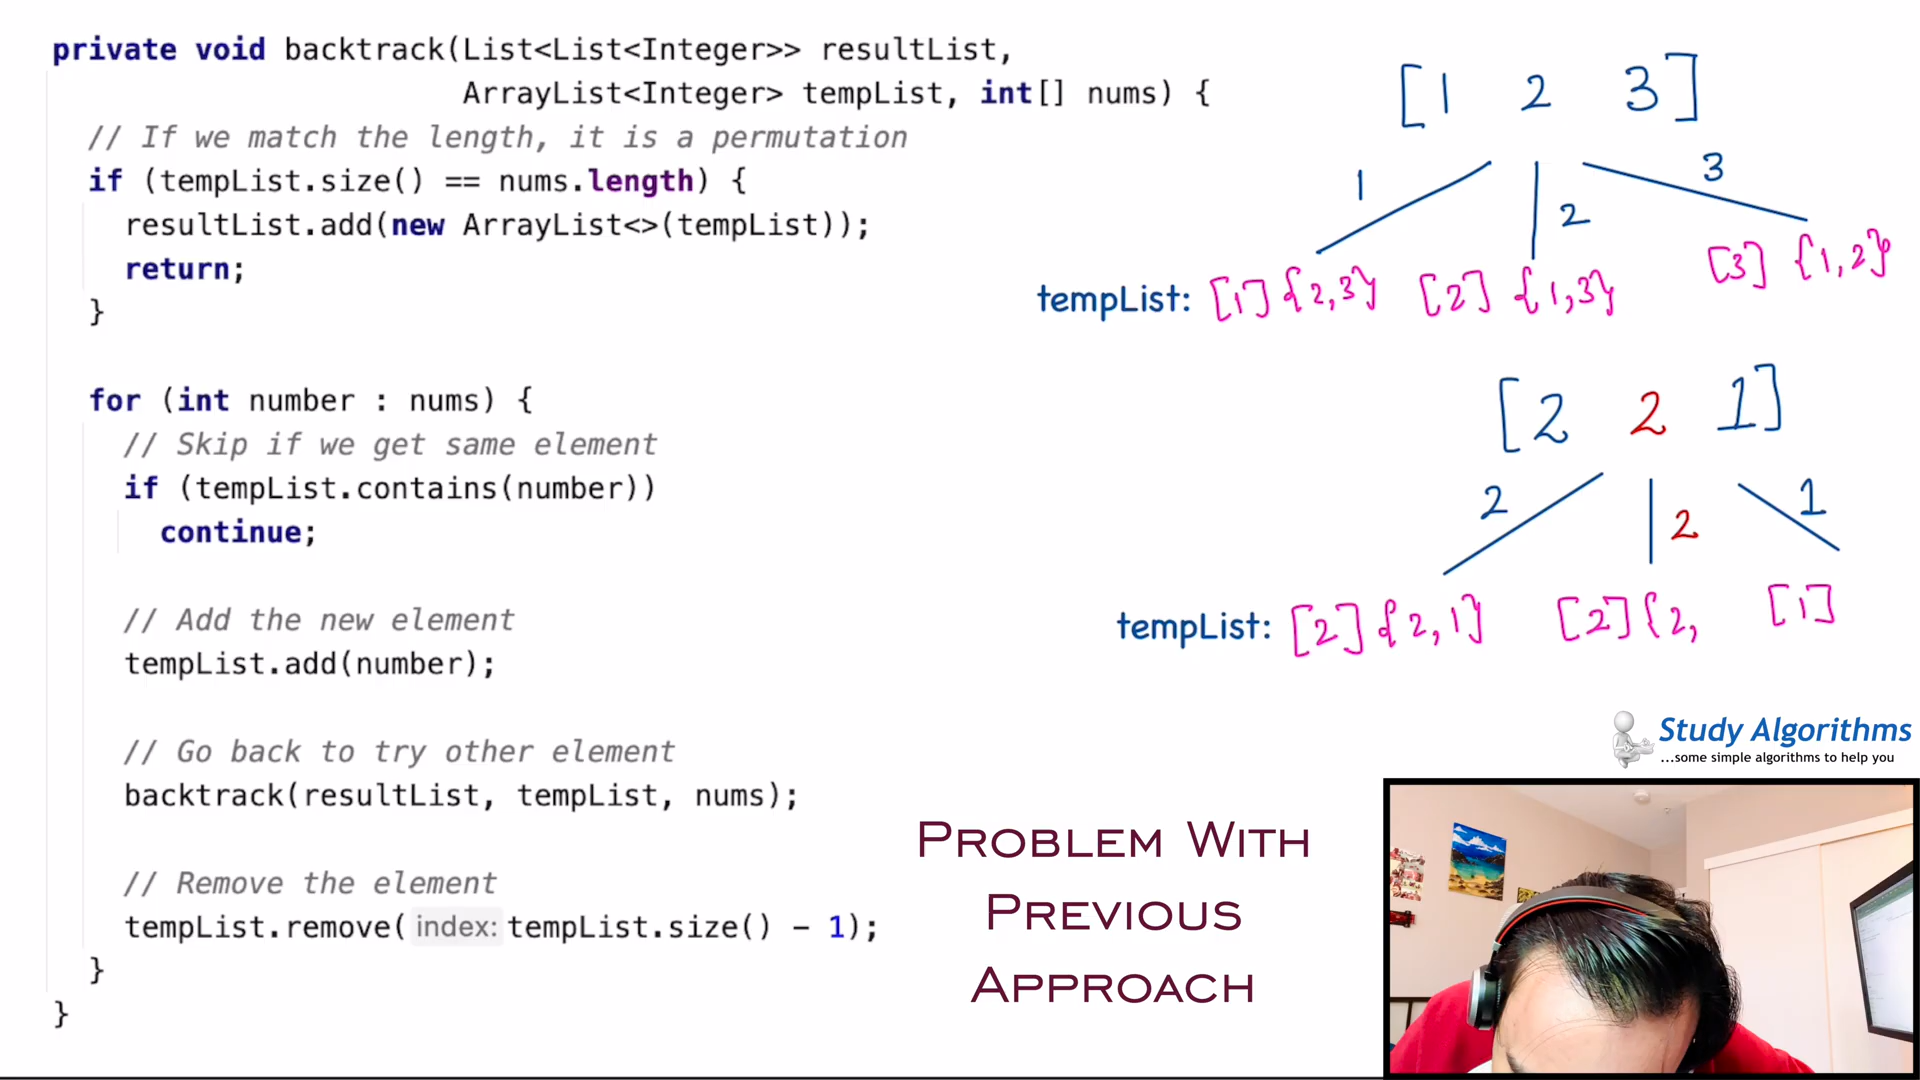 private void backtrack(List<List<Integer>> resultList,
ArrayList<Integer> tempList, int[] nums) {
// If we match the length, it is a permutation
if (tempList.size() == nums.length) {
resultList.add(new ArrayList<>(tempList));
return;
}
for (int number : nums) {
// Skip if we get same element
if (tempList.contains(number))
continue;
// Add the new element
tempList.add(number);
// Go back to try other element
backtrack(resultList, tempList, nums);
// Remove the element
tempList.remove( index: tempList.size() - 1);
}
}
[1 2 3]
1 2 3
tempList: [1] {2,3} [2] {1,3} [3] {1,2}
[2 2 1]
2 2 1
tempList: [2] {2,1} [2] {2, [1]
Study Algorithms
...some simple algorithms to help you
PROBLEM WITH
PREVIOUS
APPROACH